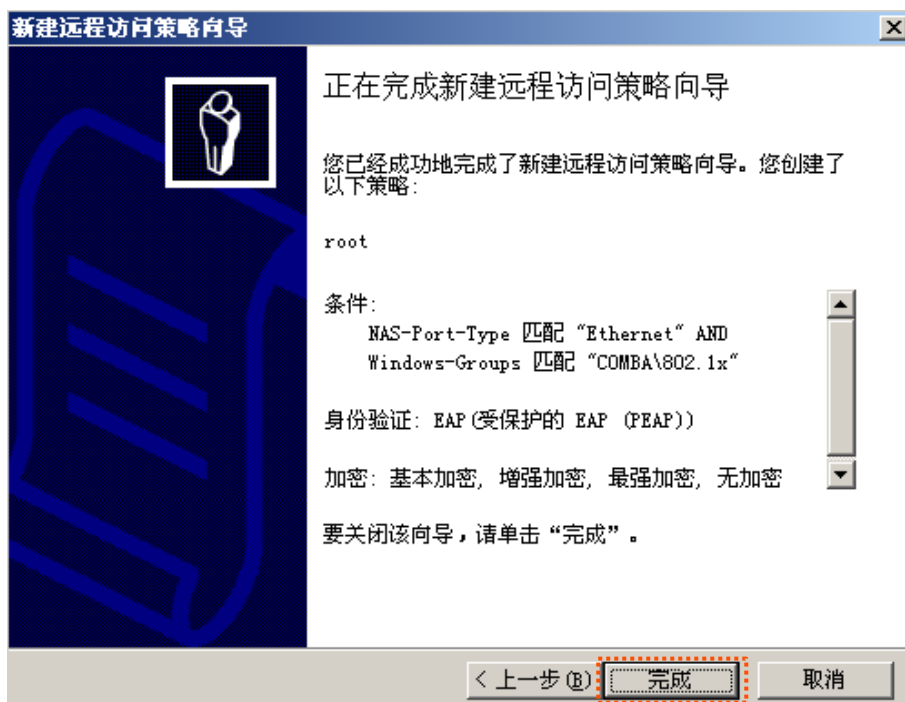 新建远程访问策略向导
正在完成新建远程访问策略向导
您已经成功地完成了新建远程访问策略向导。您创建了
以下策略:
root
条件:
NAS-Port-Type 匹配 "Ethernet" AND
Windows-Groups 匹配 "COMBA\802.1x"
身份验证: EAP(受保护的 EAP (PEAP))
加密: 基本加密, 增强加密, 最强加密, 无加密
要关闭该向导，请单击“完成”。
< 上一步(B) 完成 取消